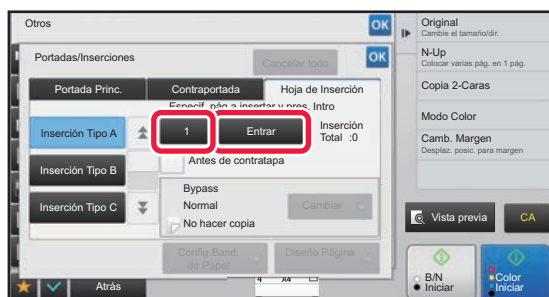 Otros
OK
Portadas/Inserciones
Cancelar todo
OK
Portada Princ.
Contraportada
Hoja de Inserción
Especif. pág a insertar y pres. Intro
Inserción Tipo A
1
Entrar
Inserción
Total :0
Antes de contratapa
Inserción Tipo B
Bypass
Normal
Cambiar
Inserción Tipo C
No hacer copia
Config.Band.
de Papel
Diseño Página
Atrás
A4
Original
Cambie el tamaño/dir.
N-Up
Colocar varias pág. en 1 pág.
Copia 2-Caras
Modo Color
Camb. Margen
Desplaz. posic. para margen
Vista previa
CA
B/N
Iniciar
Color
Iniciar